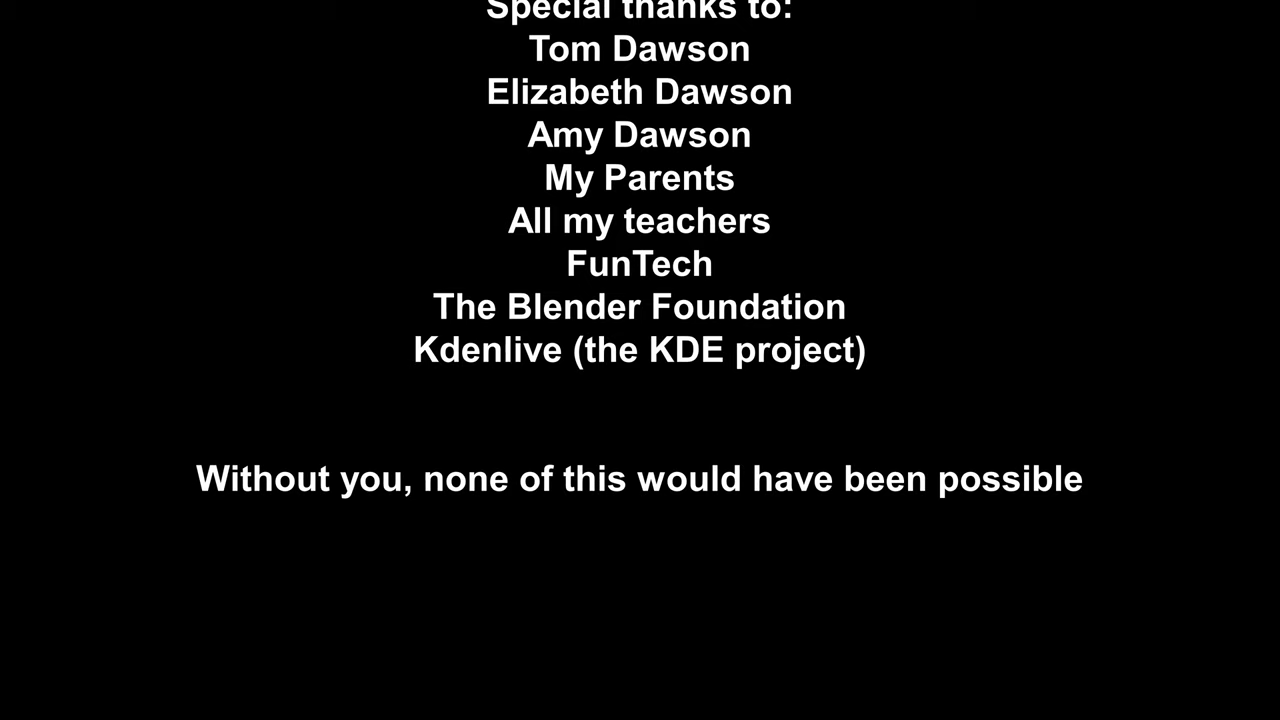 Special thanks to:
Tom Dawson
Elizabeth Dawson
Amy Dawson
My Parents
All my teachers
FunTech
The Blender Foundation
Kdenlive (the KDE project)
Without you, none of this would have been possible